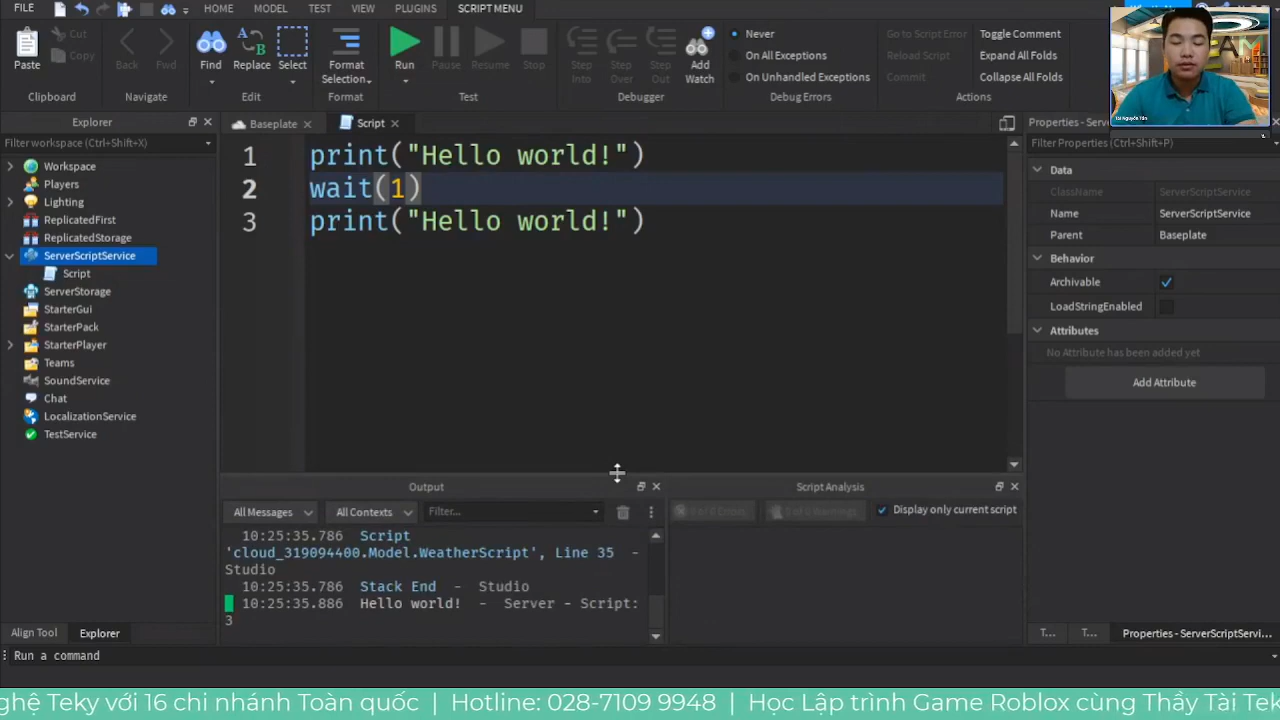 FILE HOME MODEL TEST VIEW PLUGINS SCRIPT MENU
Paste Cut Copy Clipboard
Back Forward Navigate
Find Replace Select Edit
Format Selection Format
Run Pause Resume Stop Test
Step Into Step Over Step Out Add Watch Debugger
Never
On All Exceptions
On Unhandled Exceptions
Debug Errors
Go to Script Error
Reload Script
Commit
Toggle Comment
Expand All Folds
Collapse All Folds
Actions
Tài Nguyên Tấn
Explorer
Filter workspace (Ctrl+Shift+X)
Workspace
Players
Lighting
ReplicatedFirst
ReplicatedStorage
ServerScriptService
Script
ServerStorage
StarterGui
StarterPack
StarterPlayer
Teams
SoundService
Chat
LocalizationService
TestService
Align Tool Explorer
Baseplate Script
1 print("Hello world!")
2 wait(1)
3 print("Hello world!")
Output
All Messages All Contexts Filter...
10:25:35.786 Script
'cloud_319094400.Model.WeatherScript', Line 35 -
Studio
10:25:35.786 Stack End - Studio
10:25:35.886 Hello world! - Server - Script:
3
Script Analysis
Display only current script
Properties - Serv
Filter Properties (Ctrl+Shift+P)
Data
ClassName ServerScriptService
Name ServerScriptService
Parent Baseplate
Behavior
Archivable
LoadStringEnabled
Attributes
No Attribute has been added yet
Add Attribute
T... T... Properties - ServerScriptServi...
Run a command
ghệ Teky với 16 chi nhánh Toàn quốc | Hotline: 028-7109 9948 | Học Lập trình Game Roblox cùng Thầy Tài Tek